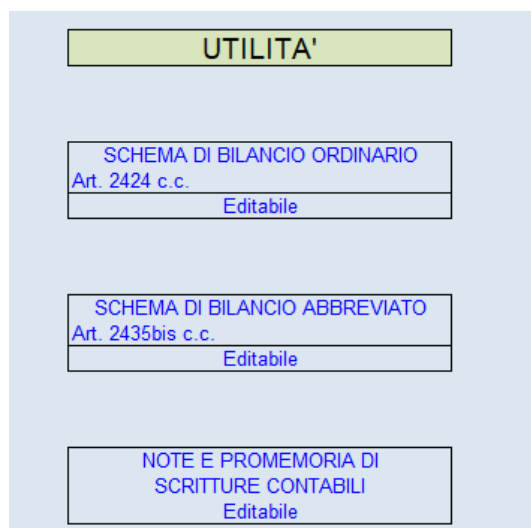 UTILITA'
SCHEMA DI BILANCIO ORDINARIO
Art. 2424 c.c.
Editabile
SCHEMA DI BILANCIO ABBREVIATO
Art. 2435bis c.c.
Editabile
NOTE E PROMEMORIA DI
SCRITTURE CONTABILI
Editabile